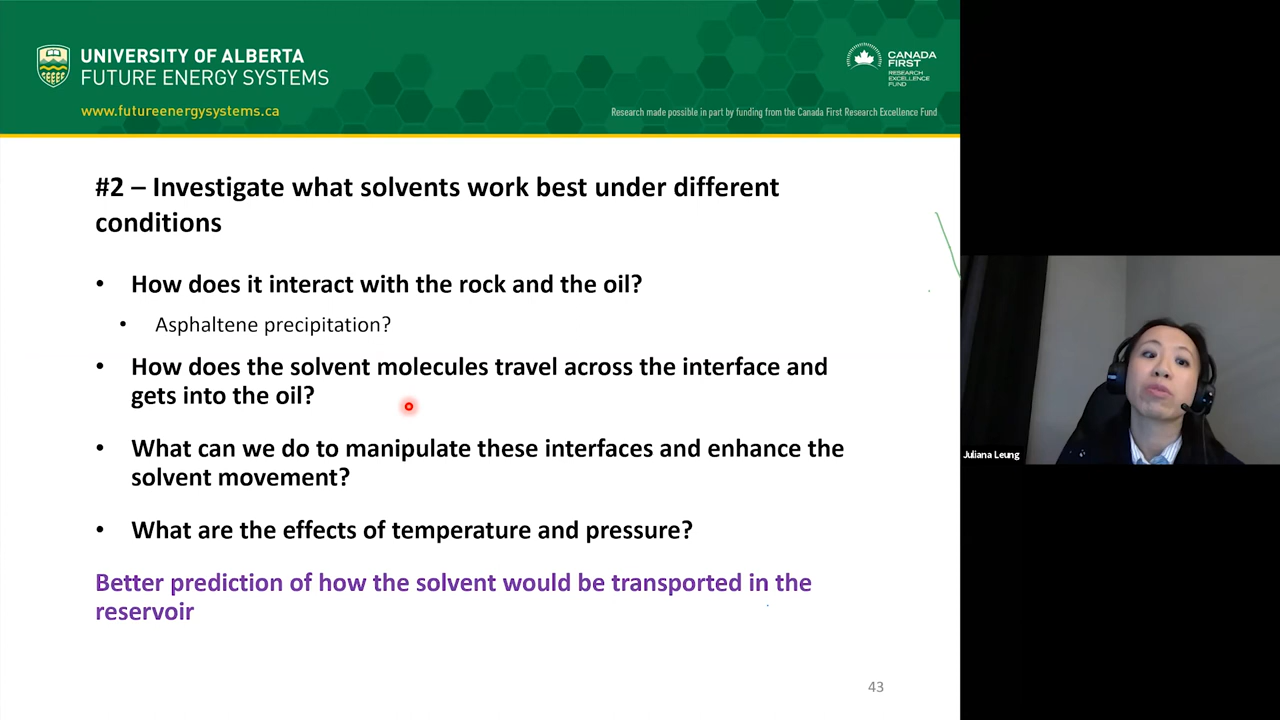 UNIVERSITY OF ALBERTA
FUTURE ENERGY SYSTEMS
www.futureenergysystems.ca
CANADA
FIRST
RESEARCH
EXCELLENCE
FUND
Research made possible in part by funding from the Canada First Research Excellence Fund
#2 – Investigate what solvents work best under different
conditions
• How does it interact with the rock and the oil?
• Asphaltene precipitation?
• How does the solvent molecules travel across the interface and
gets into the oil?
• What can we do to manipulate these interfaces and enhance the
solvent movement?
• What are the effects of temperature and pressure?
Better prediction of how the solvent would be transported in the
reservoir
43
Juliana Leung